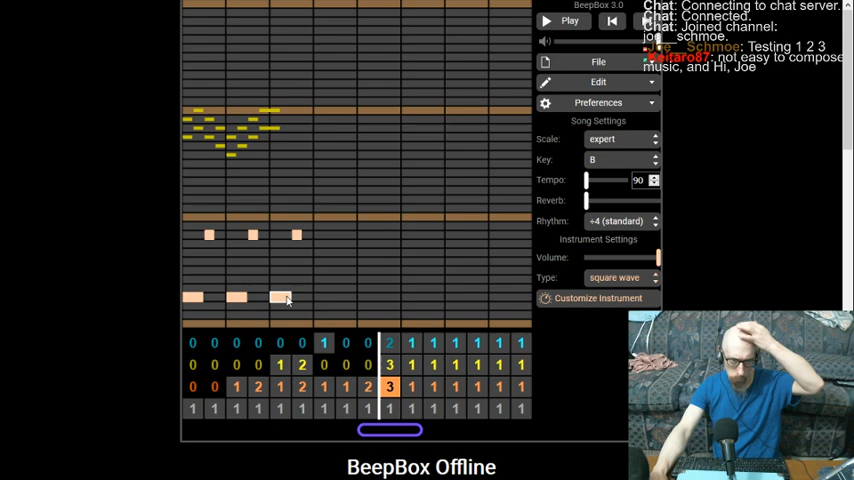 BeepBox 3.0
Chat: Connecting to chat server.
Chat: Connected.
Chat: Joined channel:
joe__schmoe.
Joe__Schmoe: Testing 1 2 3
Keitaro87: not easy to compose
music, and Hi, Joe
Play
File
Edit
Preferences
Song Settings
Scale: expert
Key: B
Tempo: 90
Reverb:
Rhythm: ÷4 (standard)
Instrument Settings
Volume:
Type: square wave
Customize Instrument
0 0 0 0 0 0 1 0 0 2 1 1 1 1 1 1
0 0 0 0 1 2 0 0 0 3 1 1 1 1 1 1
0 0 1 2 1 2 1 1 2 3 1 1 1 1 1 1
1 1 1 1 1 1 1 1 1 1 1 1 1 1 1 1
BeepBox Offline